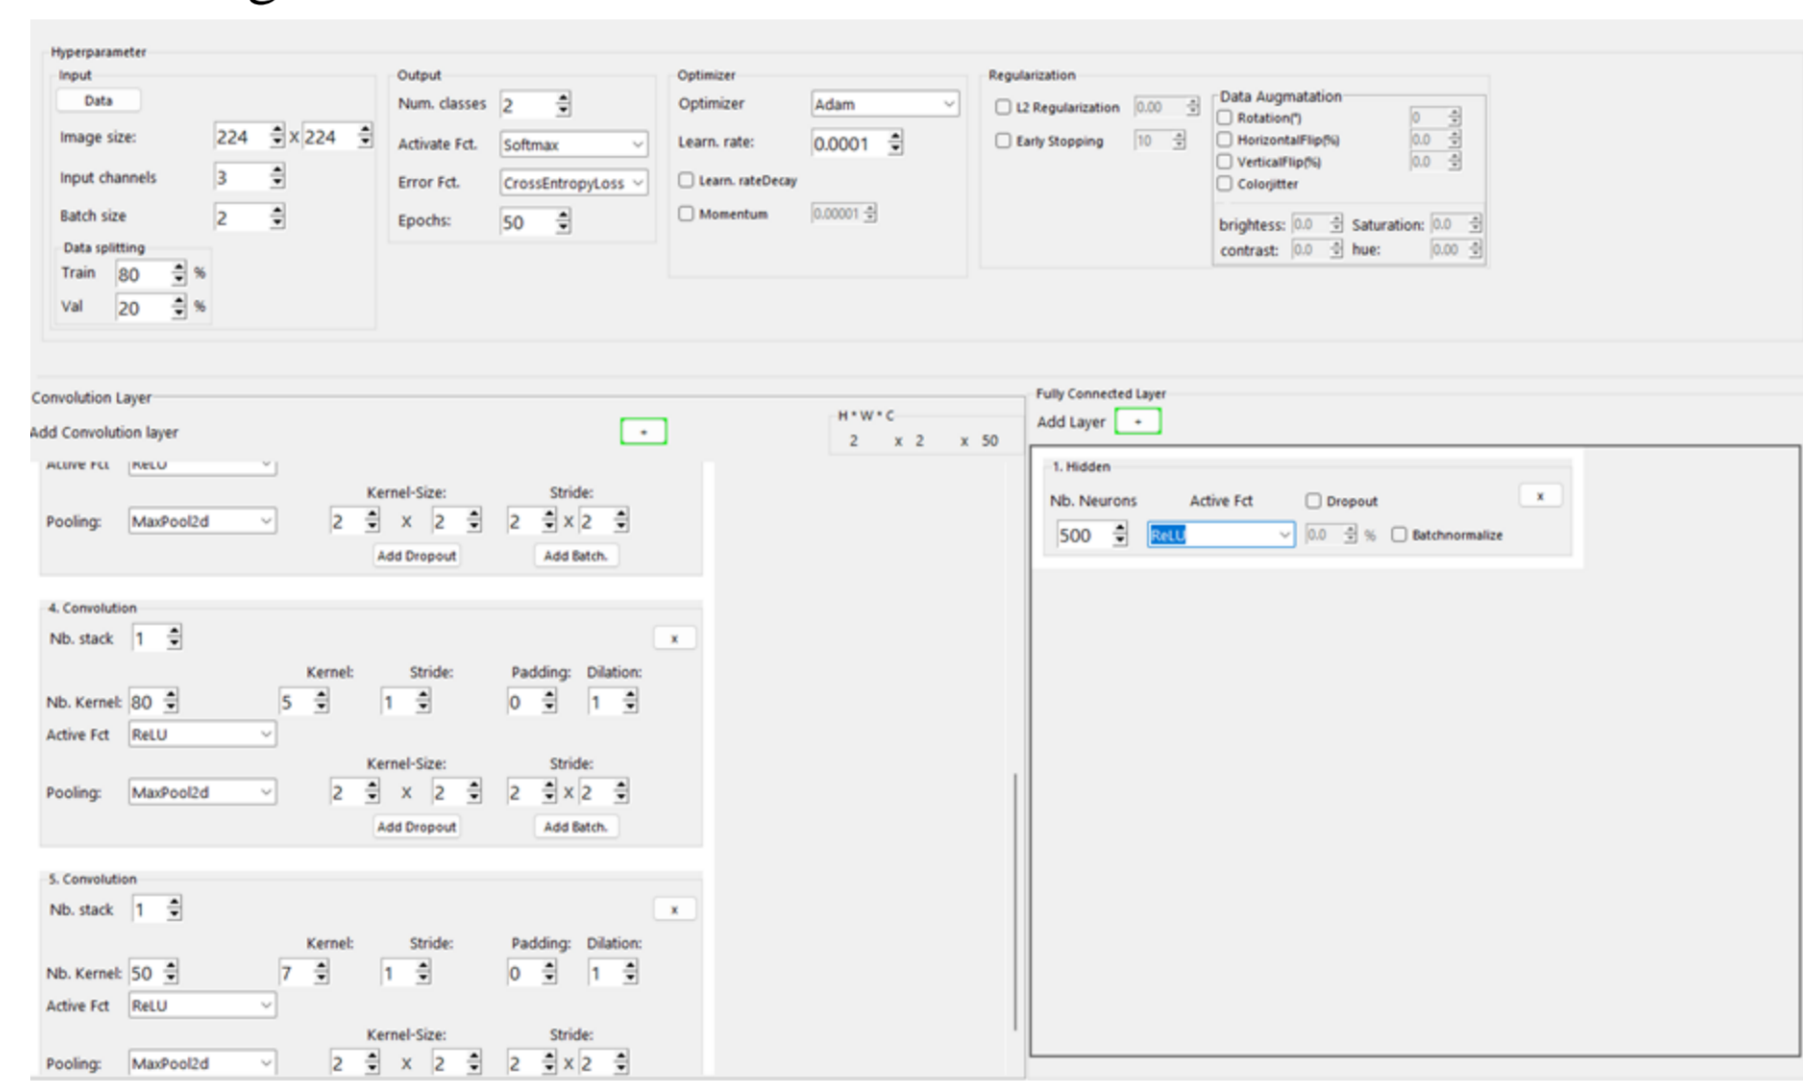 Hyperparameter
Input
Data
Image size: 224 X 224
Input channels 3
Batch size 2
Data splitting
Train 80 %
Val 20 %
Output
Num. classes 2
Activate Fct. Softmax
Error Fct. CrossEntropyLoss
Epochs: 50
Optimizer
Optimizer Adam
Learn. rate: 0.0001
Learn. rateDecay
Momentum 0.00001
Regularization
L2 Regularization 0.00
Early Stopping 10
Data Augmatation
Rotation(°) 0
HorizontalFlip(%) 0.0
VerticalFlip(%) 0.0
Colorjitter
brightess: 0.0 Saturation: 0.0
contrast: 0.0 hue: 0.00
Convolution Layer
Add Convolution layer +
H * W * C
2 x 2 x 50
Active Fct ReLU
Kernel-Size: Stride:
Pooling: MaxPool2d 2 X 2 2 X 2
Add Dropout Add Batch.
4. Convolution
Nb. stack 1 x
Kernel: Stride: Padding: Dilation:
Nb. Kernel: 80 5 1 0 1
Active Fct ReLU
Kernel-Size: Stride:
Pooling: MaxPool2d 2 X 2 2 X 2
Add Dropout Add Batch.
5. Convolution
Nb. stack 1 x
Kernel: Stride: Padding: Dilation:
Nb. Kernel: 50 7 1 0 1
Active Fct ReLU
Kernel-Size: Stride:
Pooling: MaxPool2d 2 X 2 2 X 2
Fully Connected Layer
Add Layer +
1. Hidden
Nb. Neurons Active Fct Dropout x
500 ReLU 0.0 % Batchnormalize